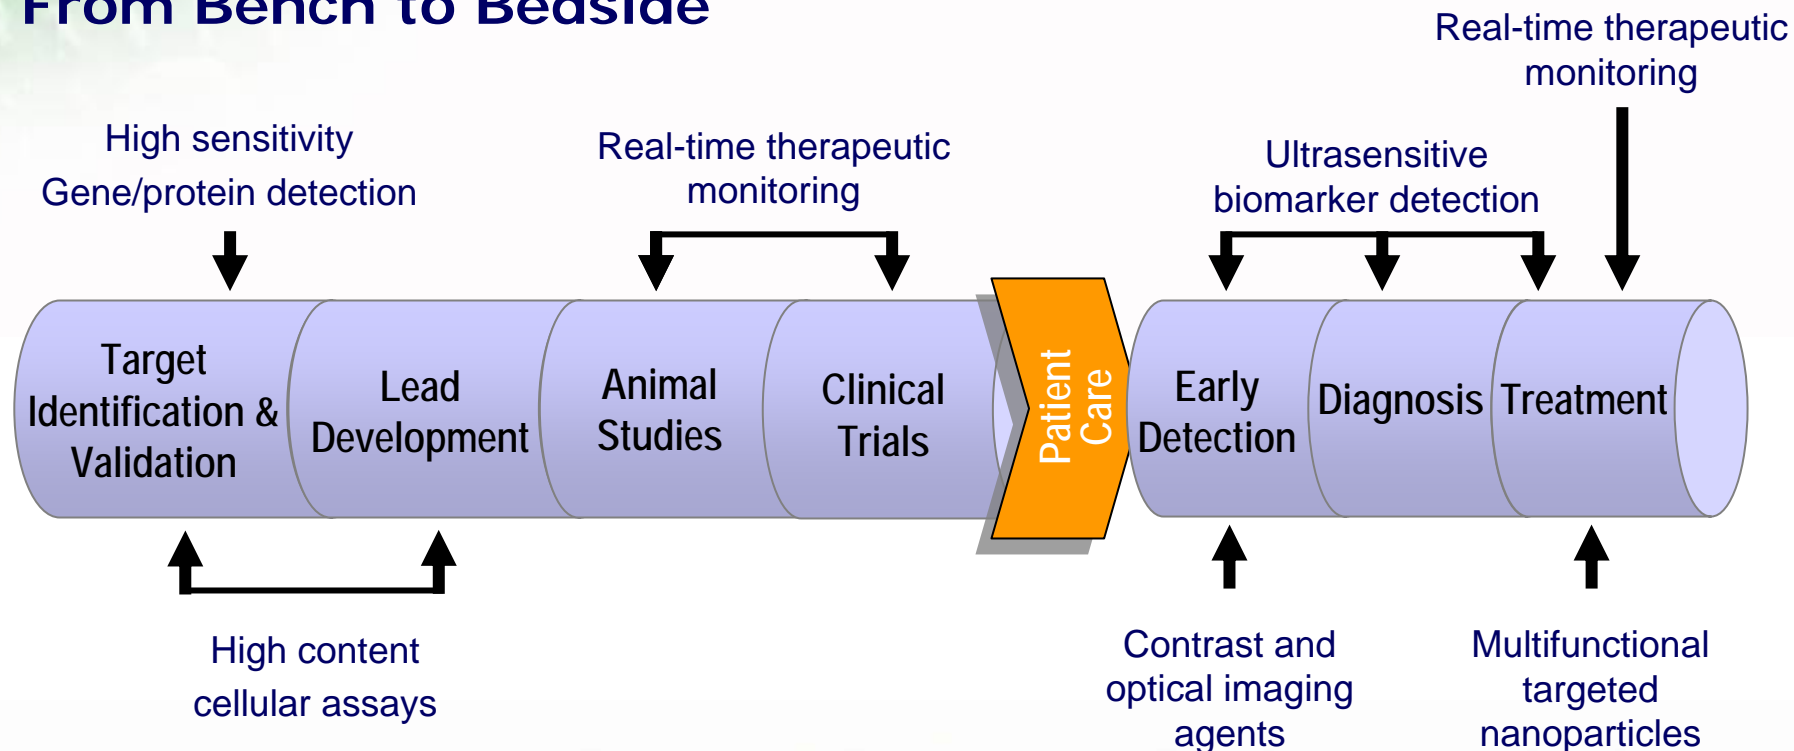 From Bench to Bedside
Real-time therapeutic
monitoring
High sensitivity
Gene/protein detection
Real-time therapeutic
monitoring
Ultrasensitive
biomarker detection
Target
Identification &
Validation
Lead
Development
Animal
Studies
Clinical
Trials
Patient
Care
Early
Detection
Diagnosis
Treatment
High content
cellular assays
Contrast and
optical imaging
agents
Multifunctional
targeted
nanoparticles